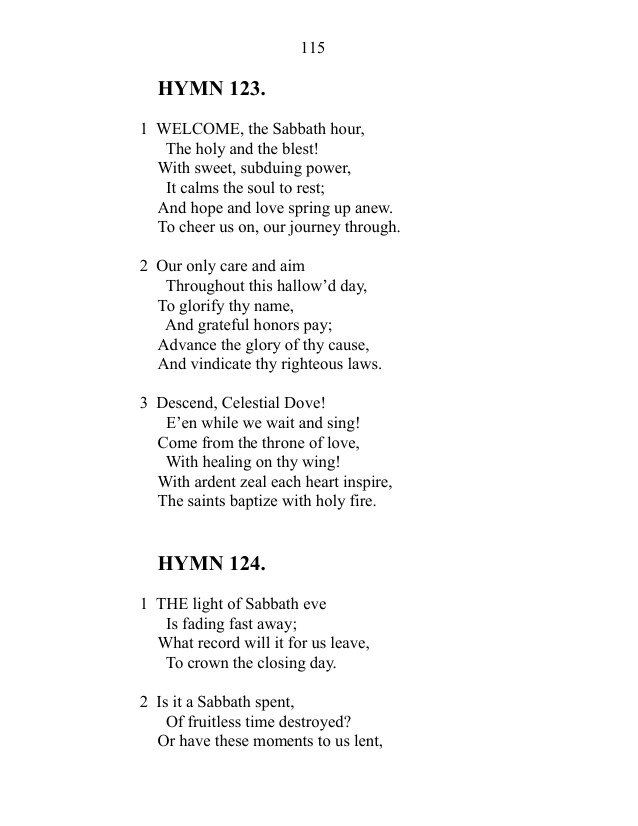 115
HYMN 123.
1 WELCOME, the Sabbath hour,
The holy and the blest!
With sweet, subduing power,
It calms the soul to rest;
And hope and love spring up anew.
To cheer us on, our journey through.
2 Our only care and aim
Throughout this hallow’d day,
To glorify thy name,
And grateful honors pay;
Advance the glory of thy cause,
And vindicate thy righteous laws.
3 Descend, Celestial Dove!
E’en while we wait and sing!
Come from the throne of love,
With healing on thy wing!
With ardent zeal each heart inspire,
The saints baptize with holy fire.
HYMN 124.
1 THE light of Sabbath eve
Is fading fast away;
What record will it for us leave,
To crown the closing day.
2 Is it a Sabbath spent,
Of fruitless time destroyed?
Or have these moments to us lent,